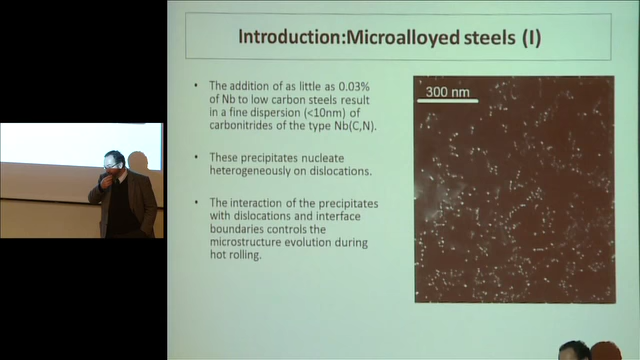 Introduction:Microalloyed steels (I)
• The addition of as little as 0.03%
of Nb to low carbon steels result
in a fine dispersion (<10nm) of
carbonitrides of the type Nb(C,N).
• These precipitates nucleate
heterogeneously on dislocations.
• The interaction of the precipitates
with dislocations and interface
boundaries controls the
microstructure evolution during
hot rolling.
300 nm